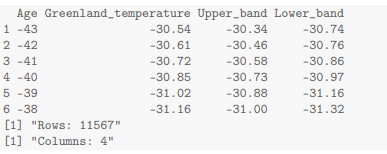 Age Greenland_temperature Upper_band Lower_band
1 -43 -30.54 -30.34 -30.74
2 -42 -30.61 -30.46 -30.76
3 -41 -30.72 -30.58 -30.86
4 -40 -30.85 -30.73 -30.97
5 -39 -31.02 -30.88 -31.16
6 -38 -31.16 -31.00 -31.32
[1] "Rows: 11567"
[1] "Columns: 4"